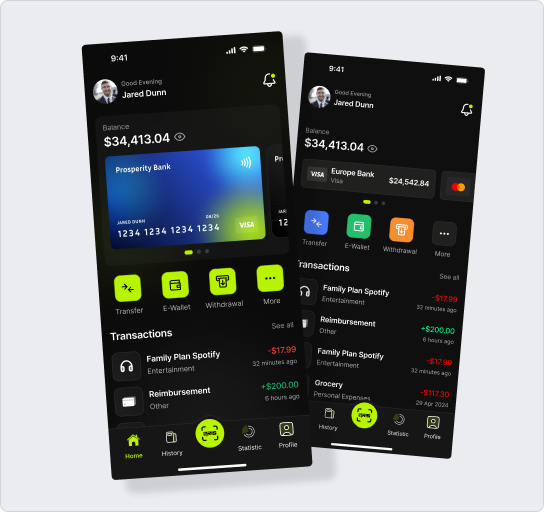 9:41
Good Evening
Jared Dunn
Balance
$34,413.04
Prosperity Bank
JARED DUNN
04/25
1234 1234 1234 1234
VISA
Pr
1234
Transfer
E-Wallet
Withdrawal
More
Transactions
See all
Family Plan Spotify
-$17.99
Entertainment
32 minutes ago
Reimbursement
+$200.00
Other
6 hours ago
Home
History
Statistic
Profile
9:41
Good Evening
Jared Dunn
Balance
$34,413.04
VISA
Europe Bank
Visa
$24,542.84
Transfer
E-Wallet
Withdrawal
More
Transactions
See all
Family Plan Spotify
-$17.99
Entertainment
32 minutes ago
Reimbursement
+$200.00
Other
6 hours ago
Family Plan Spotify
-$17.99
Entertainment
32 minutes ago
Grocery
-$117.30
Personal Expenses
29 Apr 2024
History
Statistic
Profile